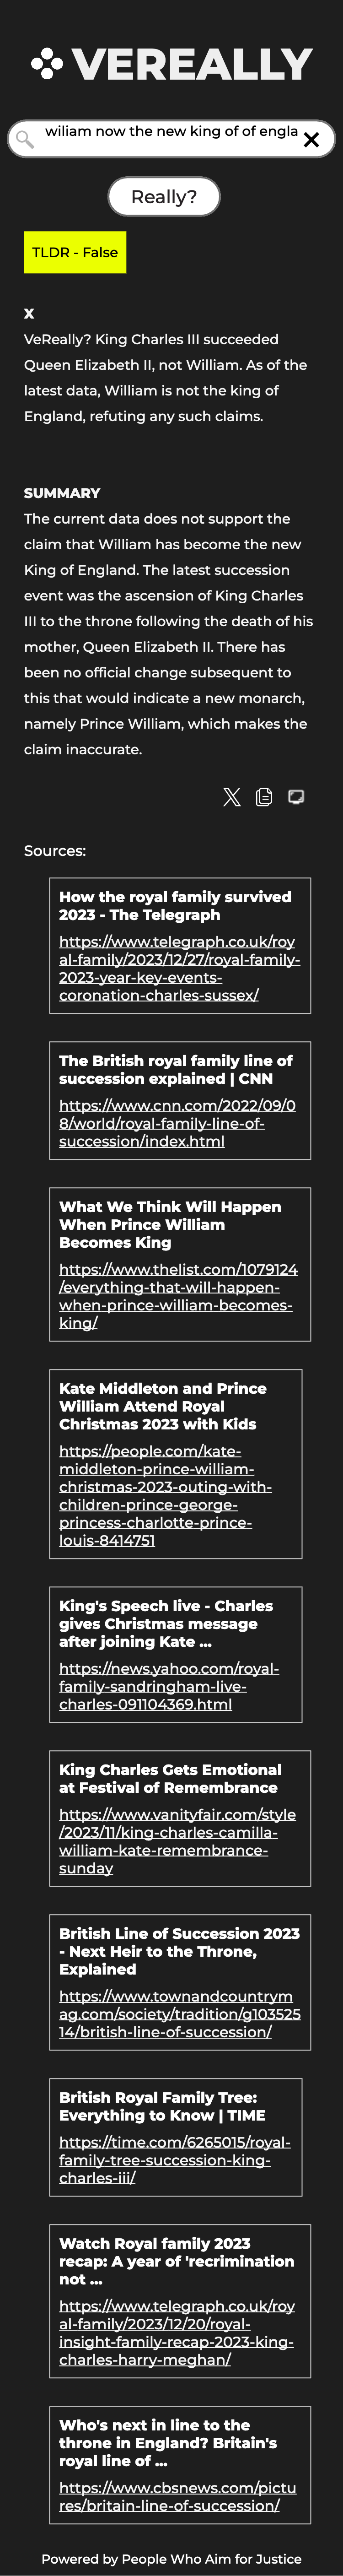 VEREALLY
wiliam now the new king of of engla
Really?
TLDR - False
X
VeReally? King Charles III succeeded
Queen Elizabeth II, not William. As of the
latest data, William is not the king of
England, refuting any such claims.
SUMMARY
The current data does not support the
claim that William has become the new
King of England. The latest succession
event was the ascension of King Charles
III to the throne following the death of his
mother, Queen Elizabeth II. There has
been no official change subsequent to
this that would indicate a new monarch,
namely Prince William, which makes the
claim inaccurate.
Sources:
How the royal family survived
2023 - The Telegraph
https://www.telegraph.co.uk/roy
al-family/2023/12/27/royal-family-
2023-year-key-events-
coronation-charles-sussex/
The British royal family line of
succession explained | CNN
https://www.cnn.com/2022/09/0
8/world/royal-family-line-of-
succession/index.html
What We Think Will Happen
When Prince William
Becomes King
https://www.thelist.com/1079124
/everything-that-will-happen-
when-prince-william-becomes-
king/
Kate Middleton and Prince
William Attend Royal
Christmas 2023 with Kids
https://people.com/kate-
middleton-prince-william-
christmas-2023-outing-with-
children-prince-george-
princess-charlotte-prince-
louis-8414751
King's Speech live - Charles
gives Christmas message
after joining Kate ...
https://news.yahoo.com/royal-
family-sandringham-live-
charles-091104369.html
King Charles Gets Emotional
at Festival of Remembrance
https://www.vanityfair.com/style
/2023/11/king-charles-camilla-
william-kate-remembrance-
sunday
British Line of Succession 2023
- Next Heir to the Throne,
Explained
https://www.townandcountrym
ag.com/society/tradition/g103525
14/british-line-of-succession/
British Royal Family Tree:
Everything to Know | TIME
https://time.com/6265015/royal-
family-tree-succession-king-
charles-iii/
Watch Royal family 2023
recap: A year of 'recrimination
not ...
https://www.telegraph.co.uk/roy
al-family/2023/12/20/royal-
insight-family-recap-2023-king-
charles-harry-meghan/
Who's next in line to the
throne in England? Britain's
royal line of ...
https://www.cbsnews.com/pictu
res/britain-line-of-succession/
Powered by People Who Aim for Justice